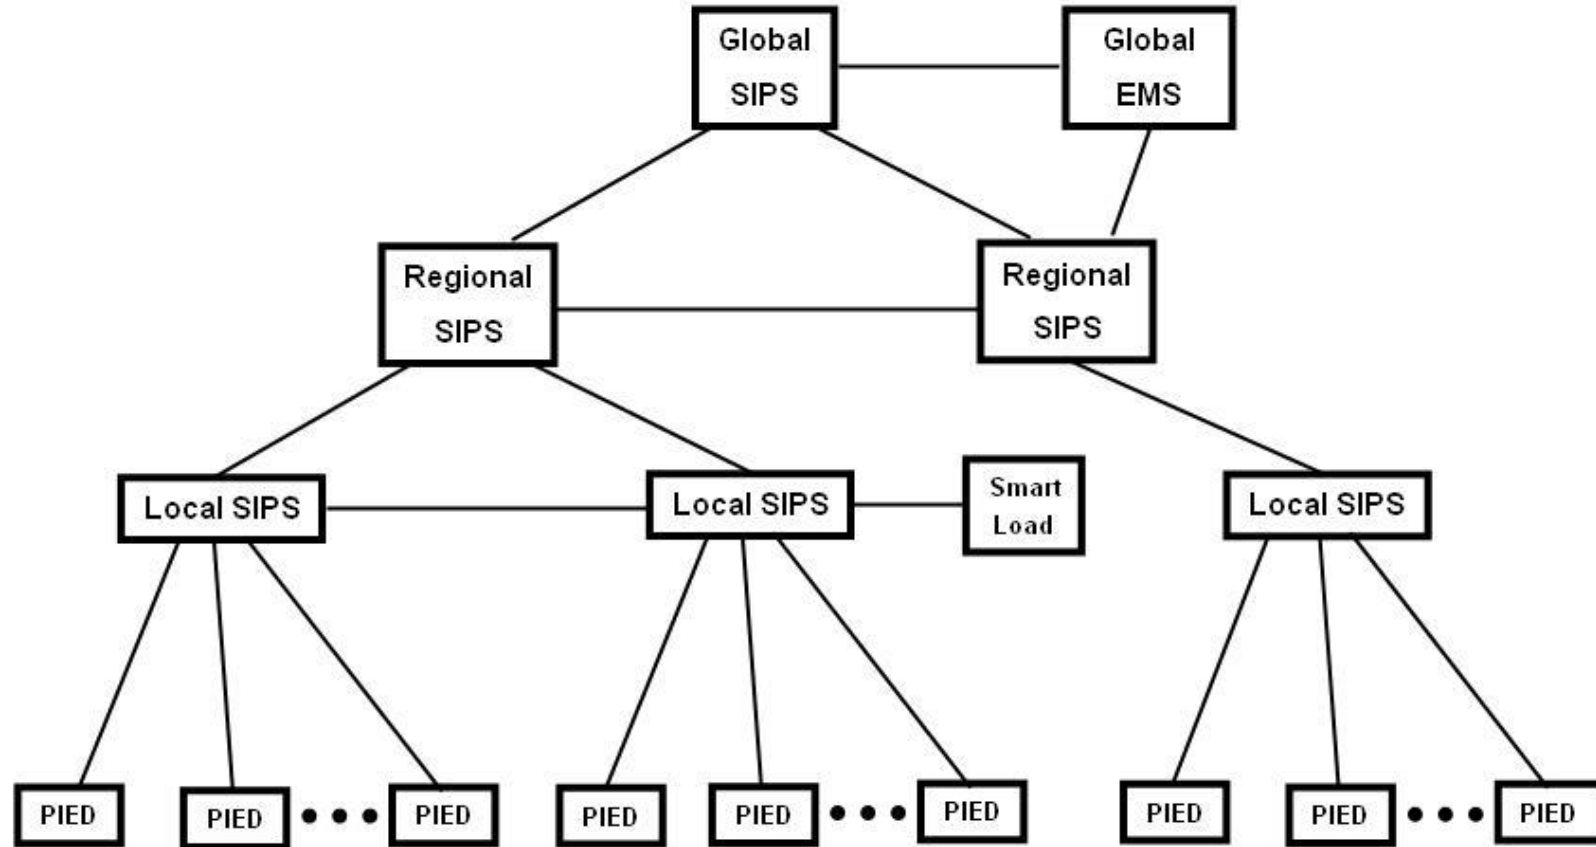 Global
SIPS
Global
EMS
Regional
SIPS
Regional
SIPS
Local SIPS
Local SIPS
Smart
Load
Local SIPS
PIED
PIED
PIED
PIED
PIED
PIED
PIED
PIED
PIED